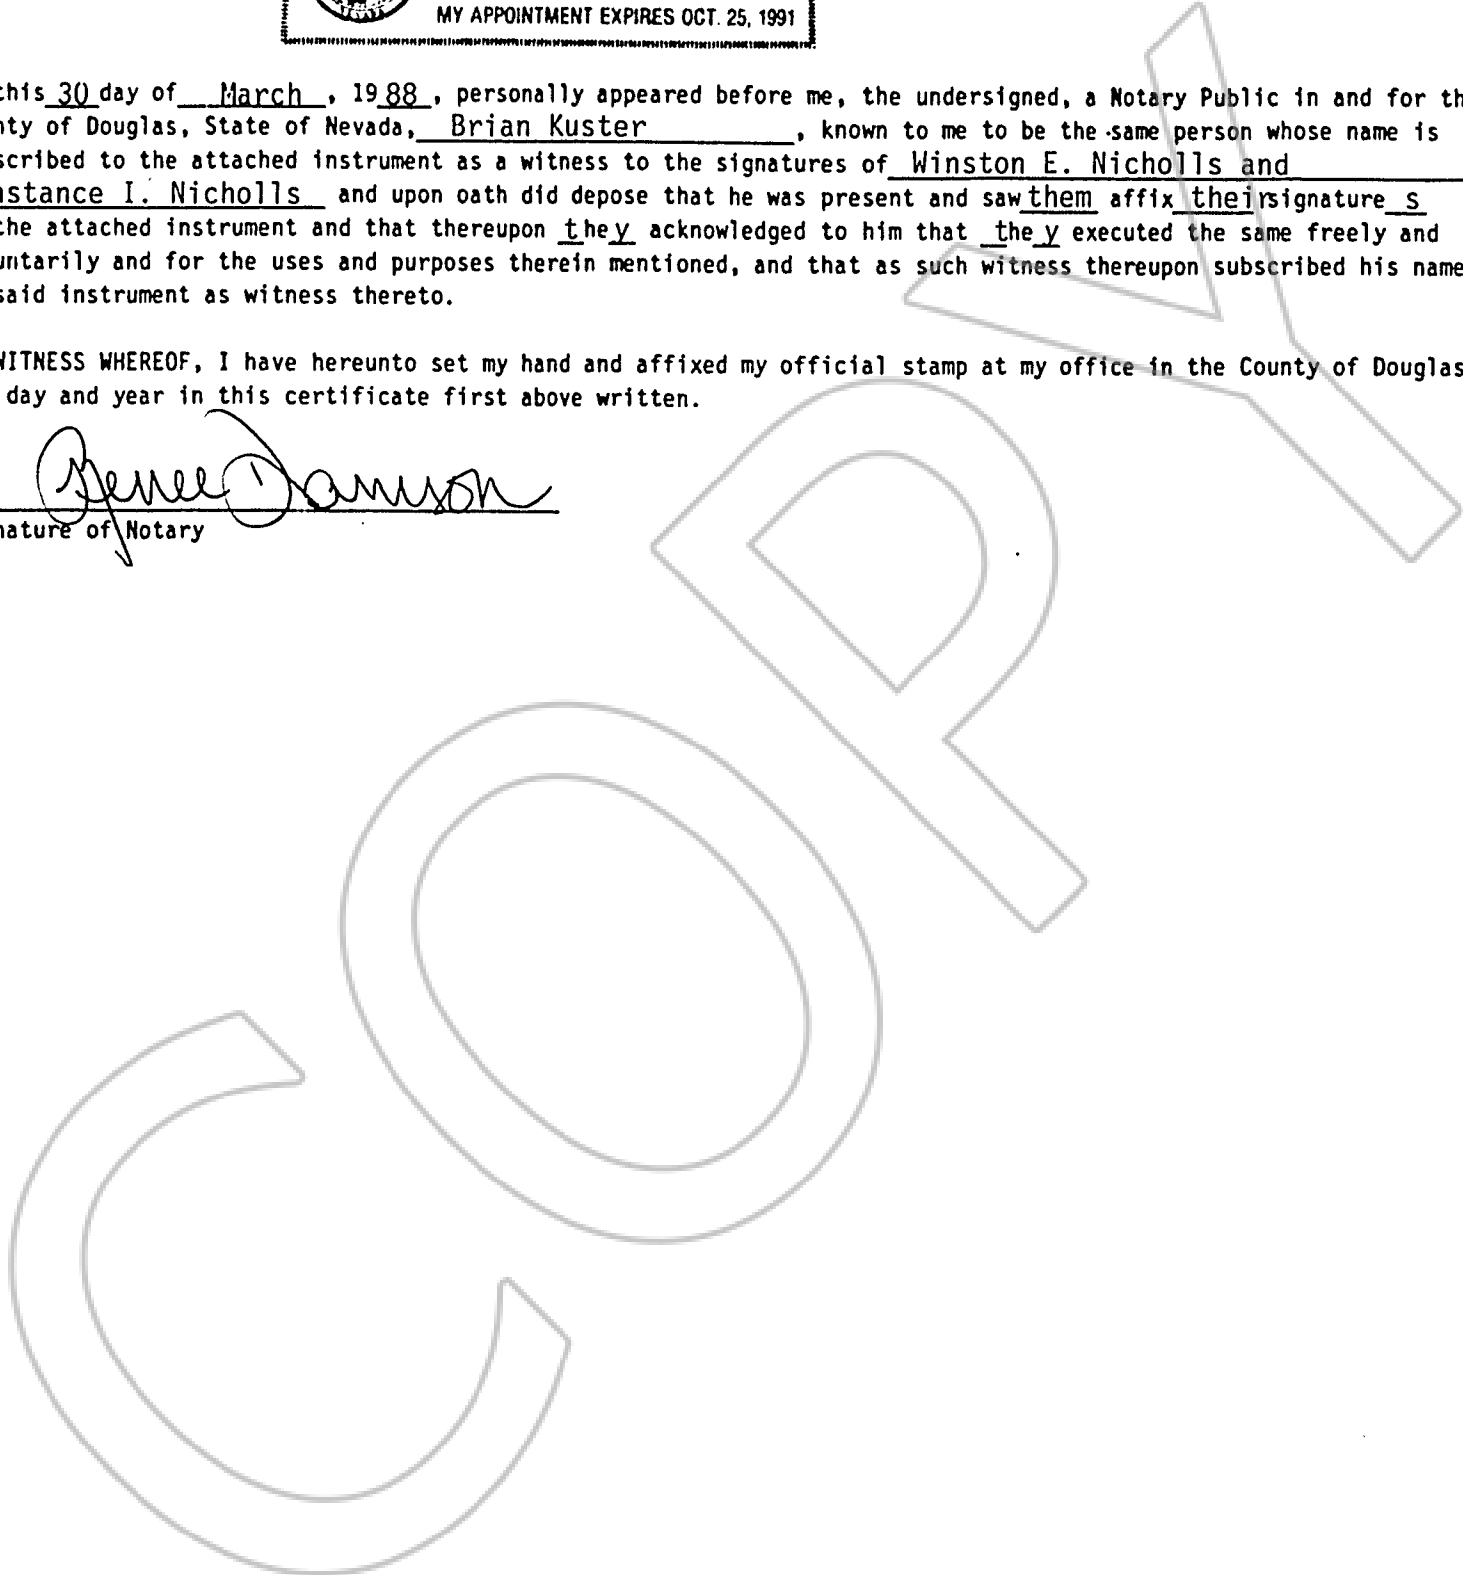 MY APPOINTMENT EXPIRES OCT. 25, 1991
this 30 day of March , 19 88 , personally appeared before me, the undersigned, a Notary Public in and for th
nty of Douglas, State of Nevada, Brian Kuster , known to me to be the same person whose name is
scribed to the attached instrument as a witness to the signatures of Winston E. Nicholls and
nstance I. Nicholls and upon oath did depose that he was present and saw them affix their signature s
the attached instrument and that thereupon they acknowledged to him that they executed the same freely and
untarily and for the uses and purposes therein mentioned, and that as such witness thereupon subscribed his name
said instrument as witness thereto.
WITNESS WHEREOF, I have hereunto set my hand and affixed my official stamp at my office in the County of Douglas
day and year in this certificate first above written.
Renee
nature of Notary
COPY